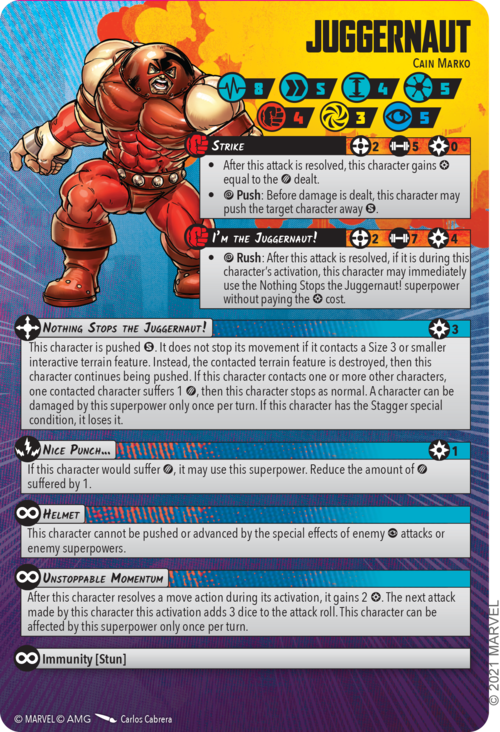 JUGGERNAUT
Cain Marko
8 5 4 5
4 3 5
Strike 2 5 0
• After this attack is resolved, this character gains
equal to the dealt.
• Push: Before damage is dealt, this character may
push the target character away S.
I'm the Juggernaut! 2 7 4
• Rush: After this attack is resolved, if it is during this
character's activation, this character may immediately
use the Nothing Stops the Juggernaut! superpower
without paying the cost.
Nothing Stops the Juggernaut! 3
This character is pushed S. It does not stop its movement if it contacts a Size 3 or smaller
interactive terrain feature. Instead, the contacted terrain feature is destroyed, then this
character continues being pushed. If this character contacts one or more other characters,
one contacted character suffers 1 , then this character stops as normal. A character can be
damaged by this superpower only once per turn. If this character has the Stagger special
condition, it loses it.
Nice Punch... 1
If this character would suffer , it may use this superpower. Reduce the amount of
suffered by 1.
Helmet
This character cannot be pushed or advanced by the special effects of enemy attacks or
enemy superpowers.
Unstoppable Momentum
After this character resolves a move action during its activation, it gains 2 . The next attack
made by this character this activation adds 3 dice to the attack roll. This character can be
affected by this superpower only once per turn.
Immunity [Stun]
© MARVEL © AMG Carlos Cabrera
© 2021 MARVEL